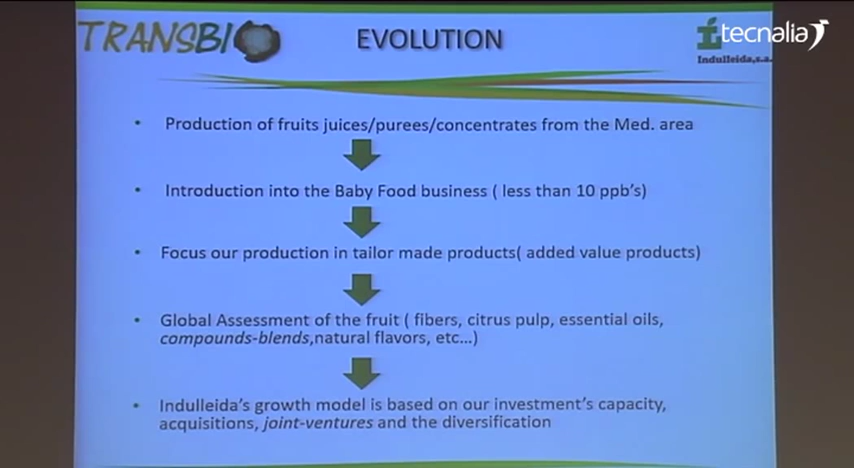 TRANSBIO
EVOLUTION
tecnalia
Indulleida,s.a.
• Production of fruits juices/purees/concentrates from the Med. area
• Introduction into the Baby Food business ( less than 10 ppb's)
• Focus our production in tailor made products( added value products)
• Global Assessment of the fruit ( fibers, citrus pulp, essential oils,
compounds-blends,natural flavors, etc...)
• Indulleida's growth model is based on our investment's capacity,
acquisitions, joint-ventures and the diversification